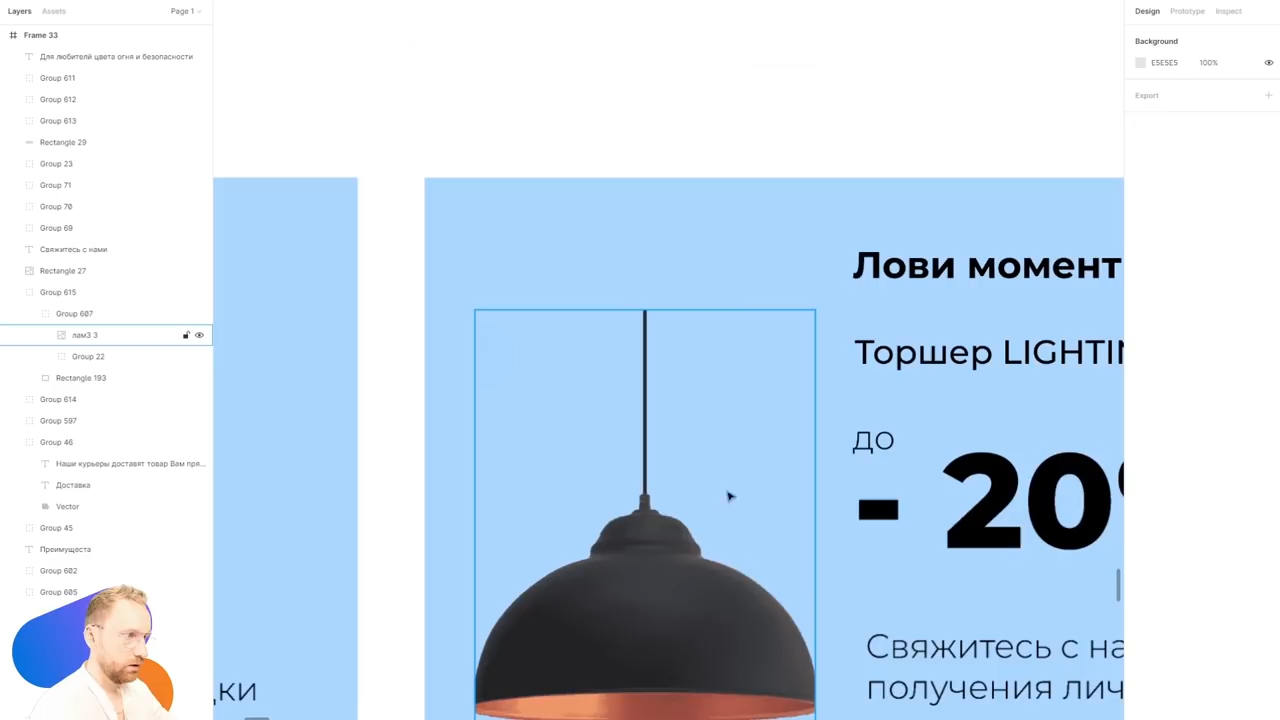 Layers
Assets
Page 1
Frame 33
Для любителй цвета огня и безопасности
Group 611
Group 612
Group 613
Rectangle 29
Group 23
Group 71
Group 70
Group 69
Свяжитесь с нами
Rectangle 27
Group 615
Group 607
лам3 3
Group 22
Rectangle 193
Group 614
Group 597
Group 46
Наши курьеры доставят товар Вам пря...
Доставка
Vector
Group 45
Преимущеста
Group 602
Group 605
Лови момент
Торшер LIGHTIN
ДО
- 20%
Свяжитесь с на
получения лич
дки
Design
Prototype
Inspect
Background
E5E5E5
100%
Export